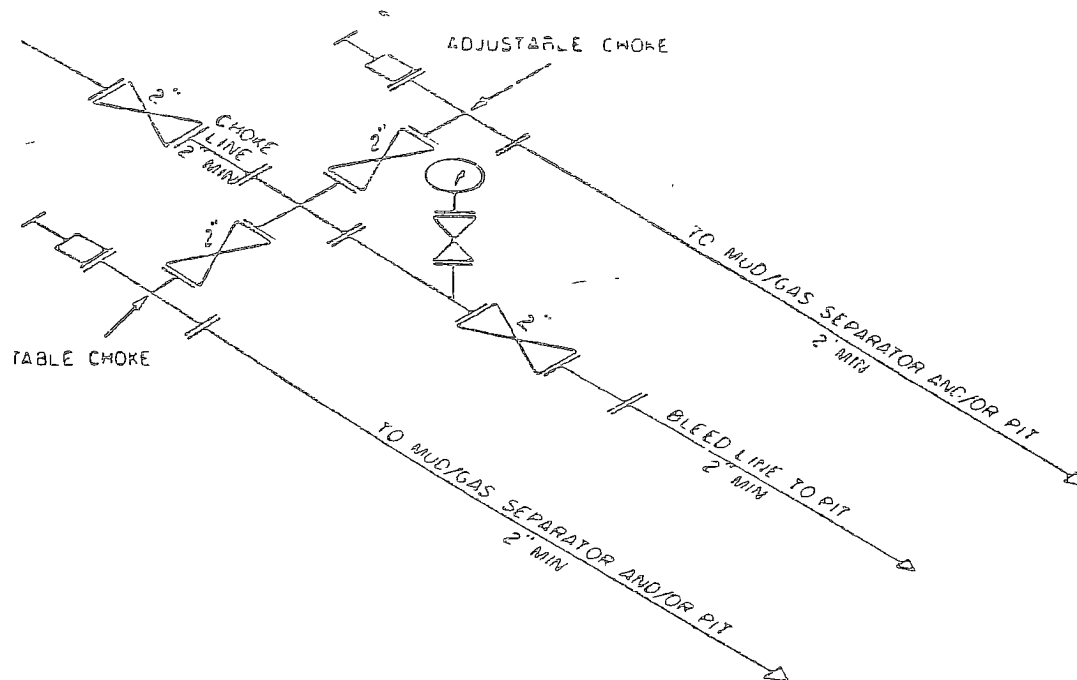 ADJUSTABLE CHOKE
2"
CHOKE
LINE
2" MIN
2"
P
2"
TO MUD/GAS SEPARATOR AND/OR PIT
2' MIN
2"
TABLE CHOKE
TO MUD/GAS SEPARATOR AND/OR PIT
2" MIN
BLEED LINE TO PIT
2" MIN